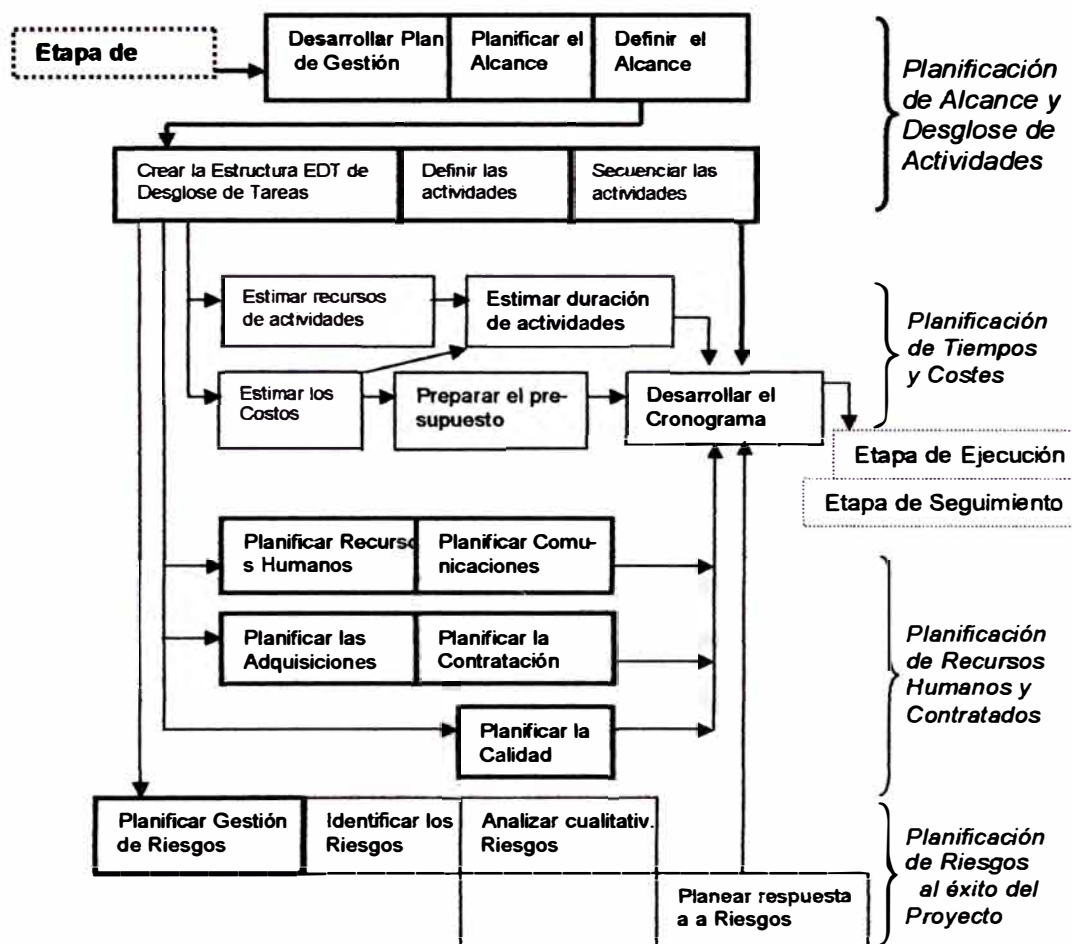 Etapa de
Desarrollar Plan
de Gestión
Planificar el
Alcance
Definir el
Alcance
Planificación
de Alcance y
Desglose de
Actividades
Crear la Estructura EDT de
Desglose de Tareas
Definir las
actividades
Secuenciar las
actividades
Estimar recursos
de actividades
Estimar duración
de actividades
Planificación
de Tiempos
y Costes
Estimar los
Costos
Preparar el pre-
supuesto
Desarrollar el
Cronograma
Etapa de Ejecución
Etapa de Seguimiento
Planificar Recurso
s Humanos
Planificar Comu-
nicaciones
Planificar las
Adquisiciones
Planificar la
Contratación
Planificación
de Recursos
Humanos y
Contratados
Planificar la
Calidad
Planificar Gestión
de Riesgos
Identificar los
Riesgos
Analizar cualitativ.
Riesgos
Planear respuesta
a a Riesgos
Planificación
de Riesgos
al éxito del
Proyecto